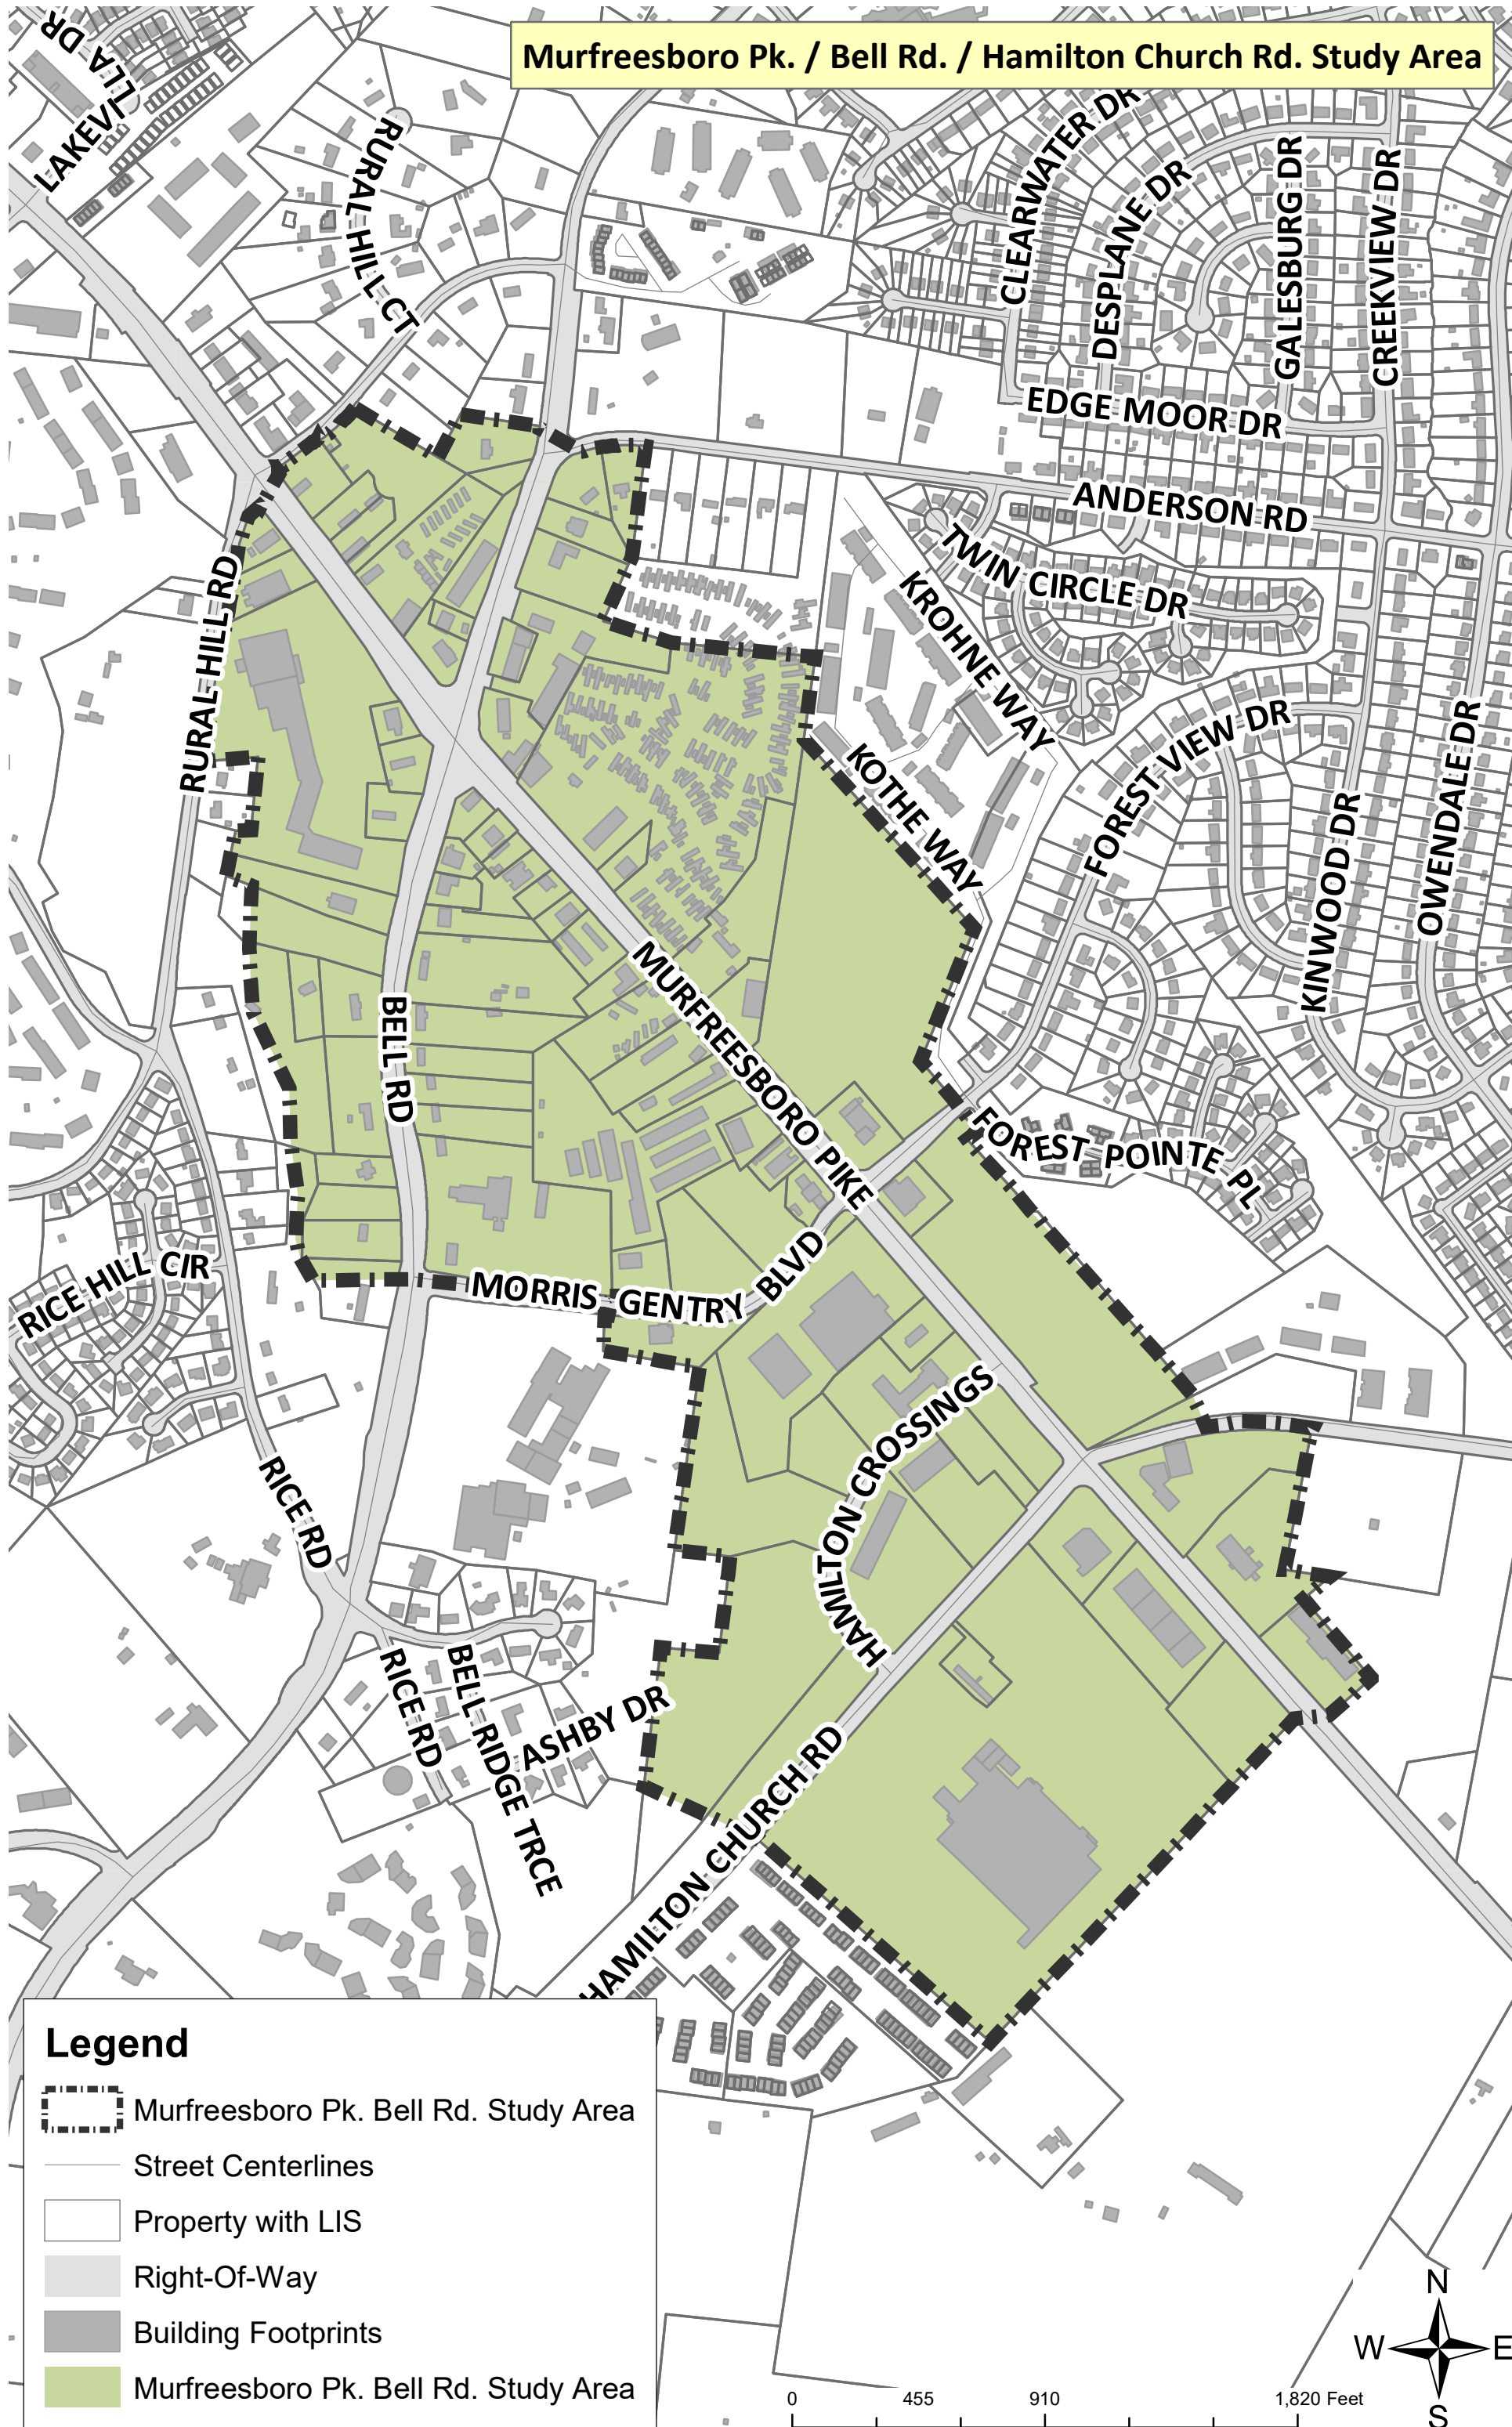 Murfreesboro Pk. / Bell Rd. / Hamilton Church Rd. Study Area
LAKEVILLA DR
RURAL HILL CT
CLEARWATER DR
DESPLANE DR
GALESBURG DR
CREEKVIEW DR
EDGE MOOR DR
ANDERSON RD
TWIN CIRCLE DR
KROHNE WAY
RURAL HILL RD
KOTHE WAY
FOREST VIEW DR
KINWOOD DR
OWENDALE DR
BELL RD
MURFREESBORO PIKE
FOREST POINTE PL
RICE HILL CIR
MORRIS GENTRY BLVD
HAMILTON CROSSINGS
RICE RD
RICE RD
BELL RIDGE TRCE
ASHBY DR
HAMILTON CHURCH RD
Legend
Murfreesboro Pk. Bell Rd. Study Area
Street Centerlines
Property with LIS
Right-Of-Way
Building Footprints
Murfreesboro Pk. Bell Rd. Study Area
0 455 910 1,820 Feet
N
W E
S